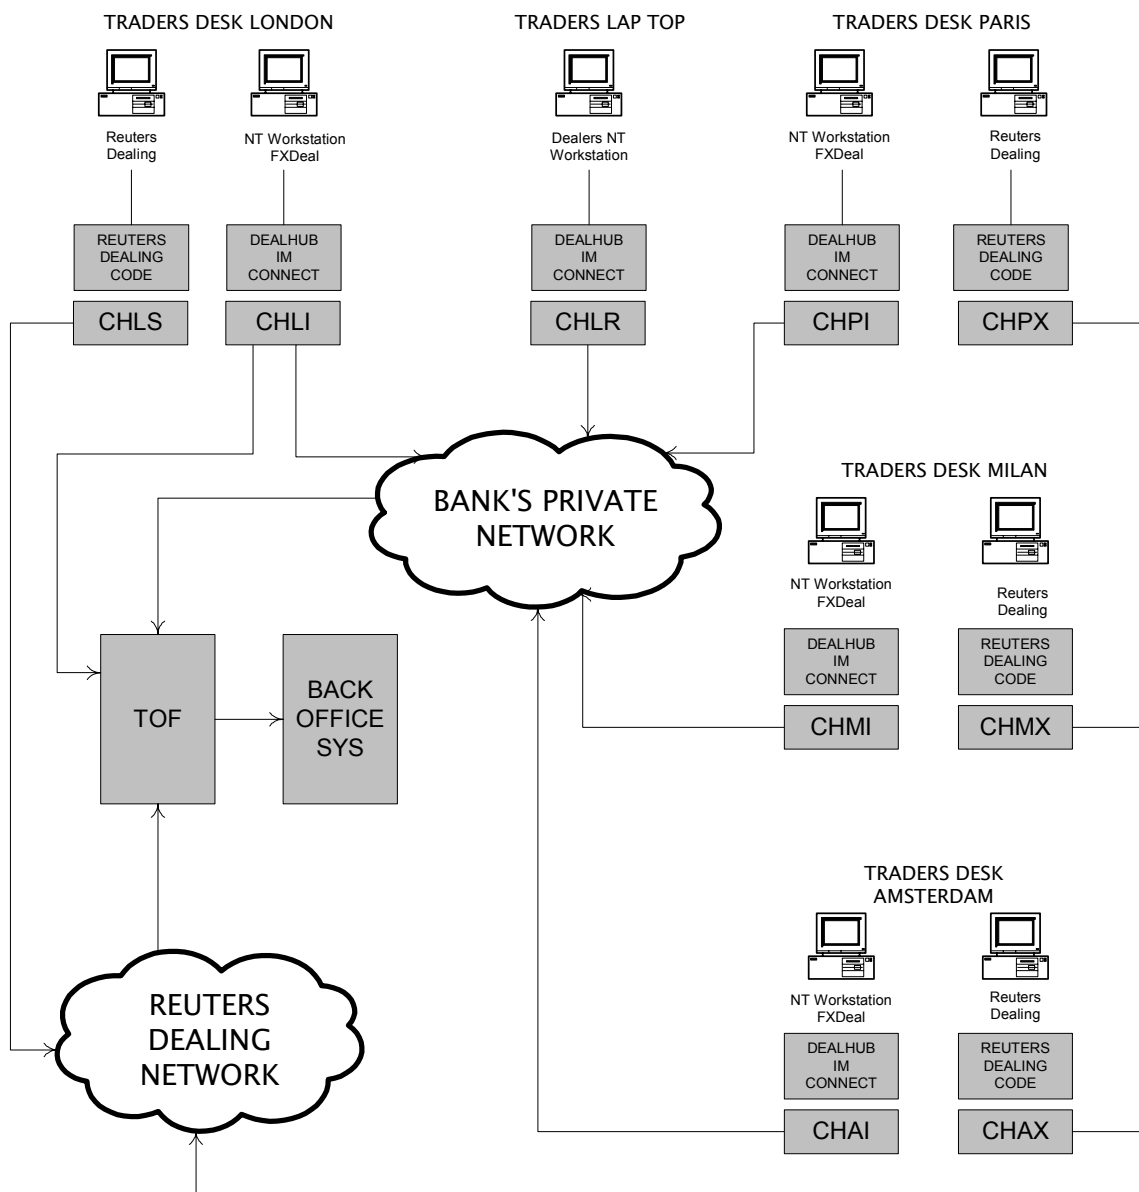 TRADERS DESK LONDON
Reuters
Dealing
NT Workstation
FXDeal
REUTERS
DEALING
CODE
DEALHUB
IM
CONNECT
CHLS
CHLI
TRADERS LAP TOP
Dealers NT
Workstation
DEALHUB
IM
CONNECT
CHLR
TRADERS DESK PARIS
NT Workstation
FXDeal
Reuters
Dealing
DEALHUB
IM
CONNECT
REUTERS
DEALING
CODE
CHPI
CHPX
BANK'S PRIVATE
NETWORK
TRADERS DESK MILAN
NT Workstation
FXDeal
Reuters
Dealing
DEALHUB
IM
CONNECT
REUTERS
DEALING
CODE
CHMI
CHMX
TOF
BACK
OFFICE
SYS
TRADERS DESK
AMSTERDAM
NT Workstation
FXDeal
Reuters
Dealing
DEALHUB
IM
CONNECT
REUTERS
DEALING
CODE
CHAI
CHAX
REUTERS
DEALING
NETWORK